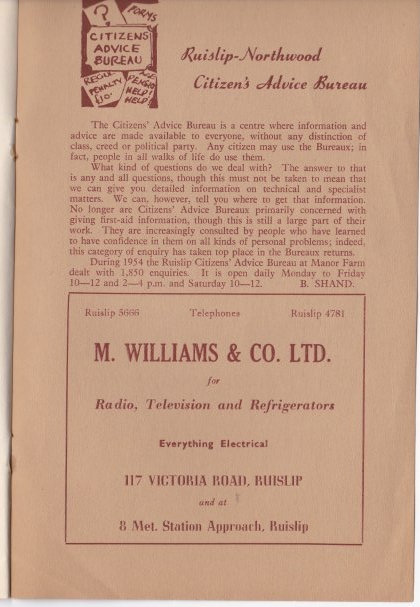 ?
FORMS
CITIZENS
ADVICE
BUREAU
PENALTY
£10.
PENSION
HELP!
HELP!
Ruislip-Northwood
Citizen's Advice Bureau
The Citizens' Advice Bureau is a centre where information and
advice are made available to everyone, without any distinction of
class, creed or political party. Any citizen may use the Bureaux; in
fact, people in all walks of life do use them.
What kind of questions do we deal with? The answer to that
is any and all questions, though this must not be taken to mean that
we can give you detailed information on technical and specialist
matters. We can, however, tell you where to get that information.
No longer are Citizens' Advice Bureaux primarily concerned with
giving first-aid information, though this is still a large part of their
work. They are increasingly consulted by people who have learned
to have confidence in them on all kinds of personal problems; indeed,
this category of enquiry has taken top place in the Bureaux returns.
During 1954 the Ruislip Citizens' Advice Bureau at Manor Farm
dealt with 1,850 enquiries. It is open daily Monday to Friday
10—12 and 2—4 p.m. and Saturday 10—12. B. SHAND.
Ruislip 5666 Telephones Ruislip 4781
M. WILLIAMS & CO. LTD.
for
Radio, Television and Refrigerators
Everything Electrical
117 VICTORIA ROAD, RUISLIP
and at
8 Met. Station Approach, Ruislip